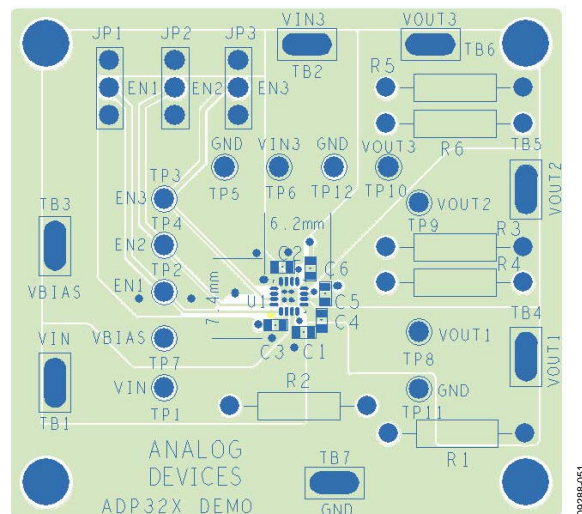 JP1 JP2 JP3 VIN3 VOUT3
TB2 TB6
EN1 EN2 EN3
R5
R6
TB5
GND VIN3 GND VOUT3
TP5 TP6 TP12 TP10
TP3
EN3
TP4
EN2
TP2
EN1
TB3
VBIAS
VOUT2
TP9
VOUT2
R3
R4
6.2mm
7.4mm
C2
C6
C5
U1
C4
C3 C1
TB4
VOUT1
VIN
TB1
VBIAS
TP7
VIN
TP1
VOUT1
TP8
GND
TP11
R2
R1
ANALOG
DEVICES
ADP32X DEMO
TB7
GND
09288-051